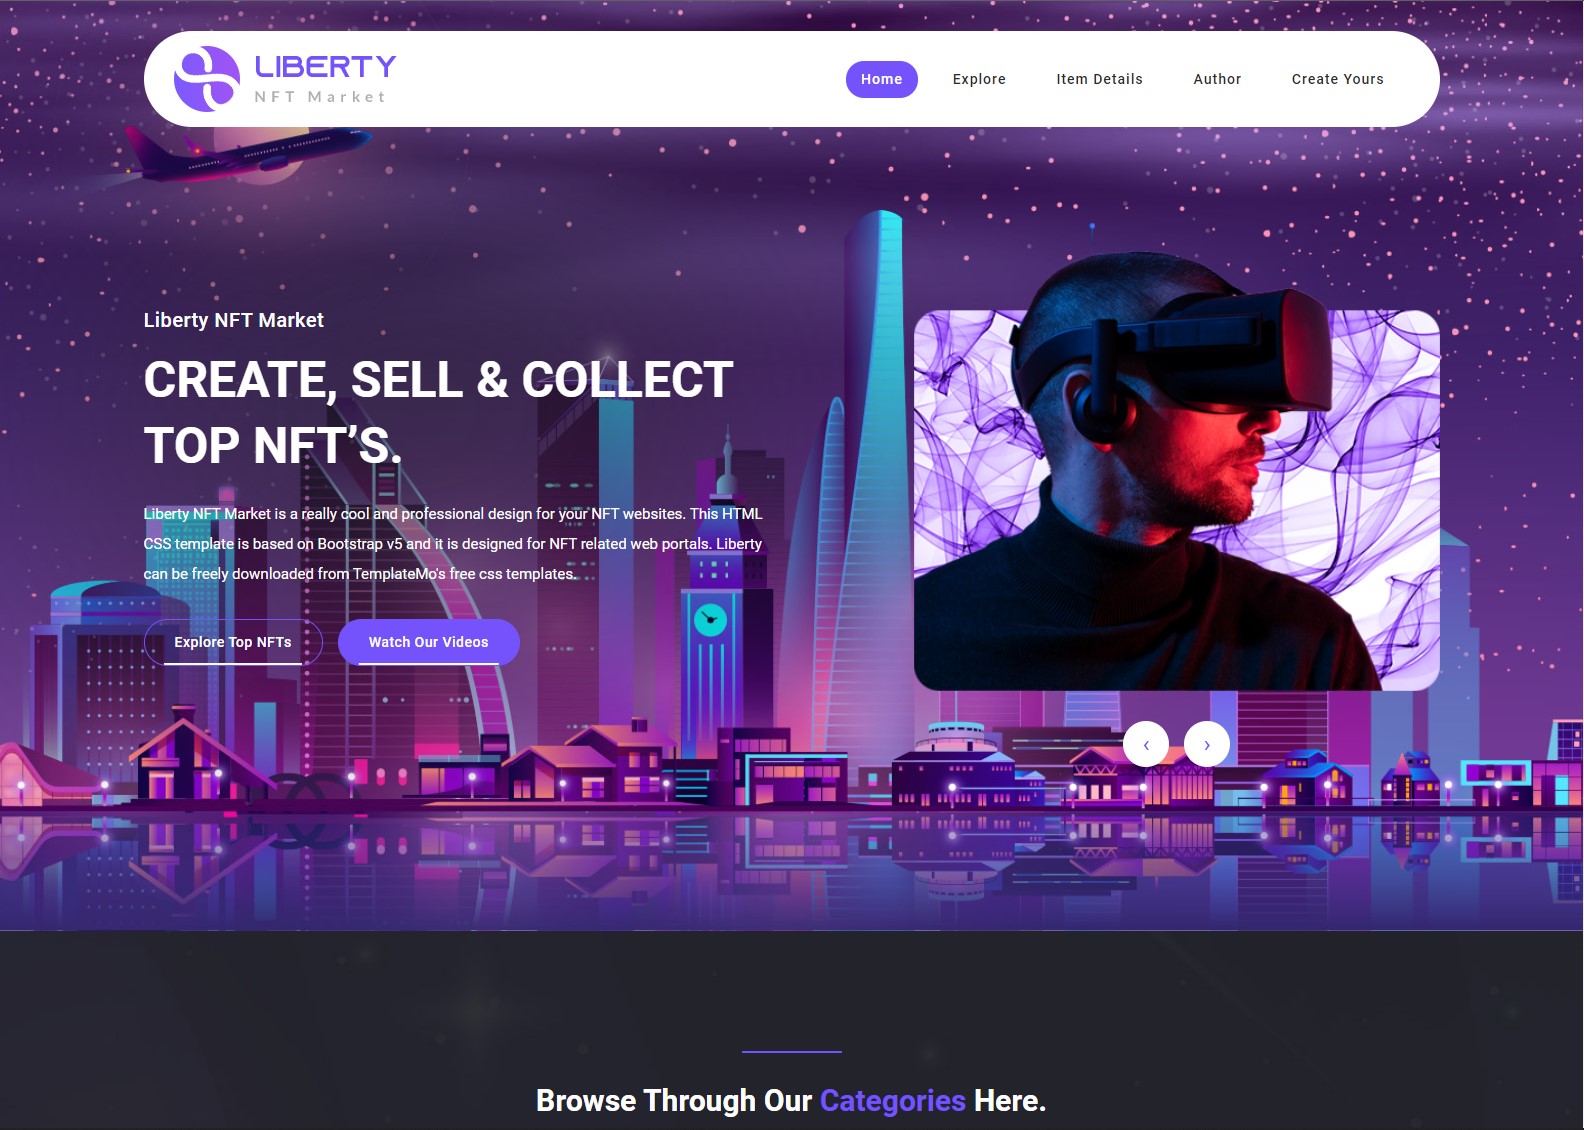 LIBERTY
NFT Market
Home Explore Item Details Author Create Yours
Liberty NFT Market
CREATE, SELL & COLLECT
TOP NFT’S.
Liberty NFT Market is a really cool and professional design for your NFT websites. This HTML
CSS template is based on Bootstrap v5 and it is designed for NFT related web portals. Liberty
can be freely downloaded from TemplateMo's free css templates.
Explore Top NFTs Watch Our Videos
‹ ›
Browse Through Our Categories Here.